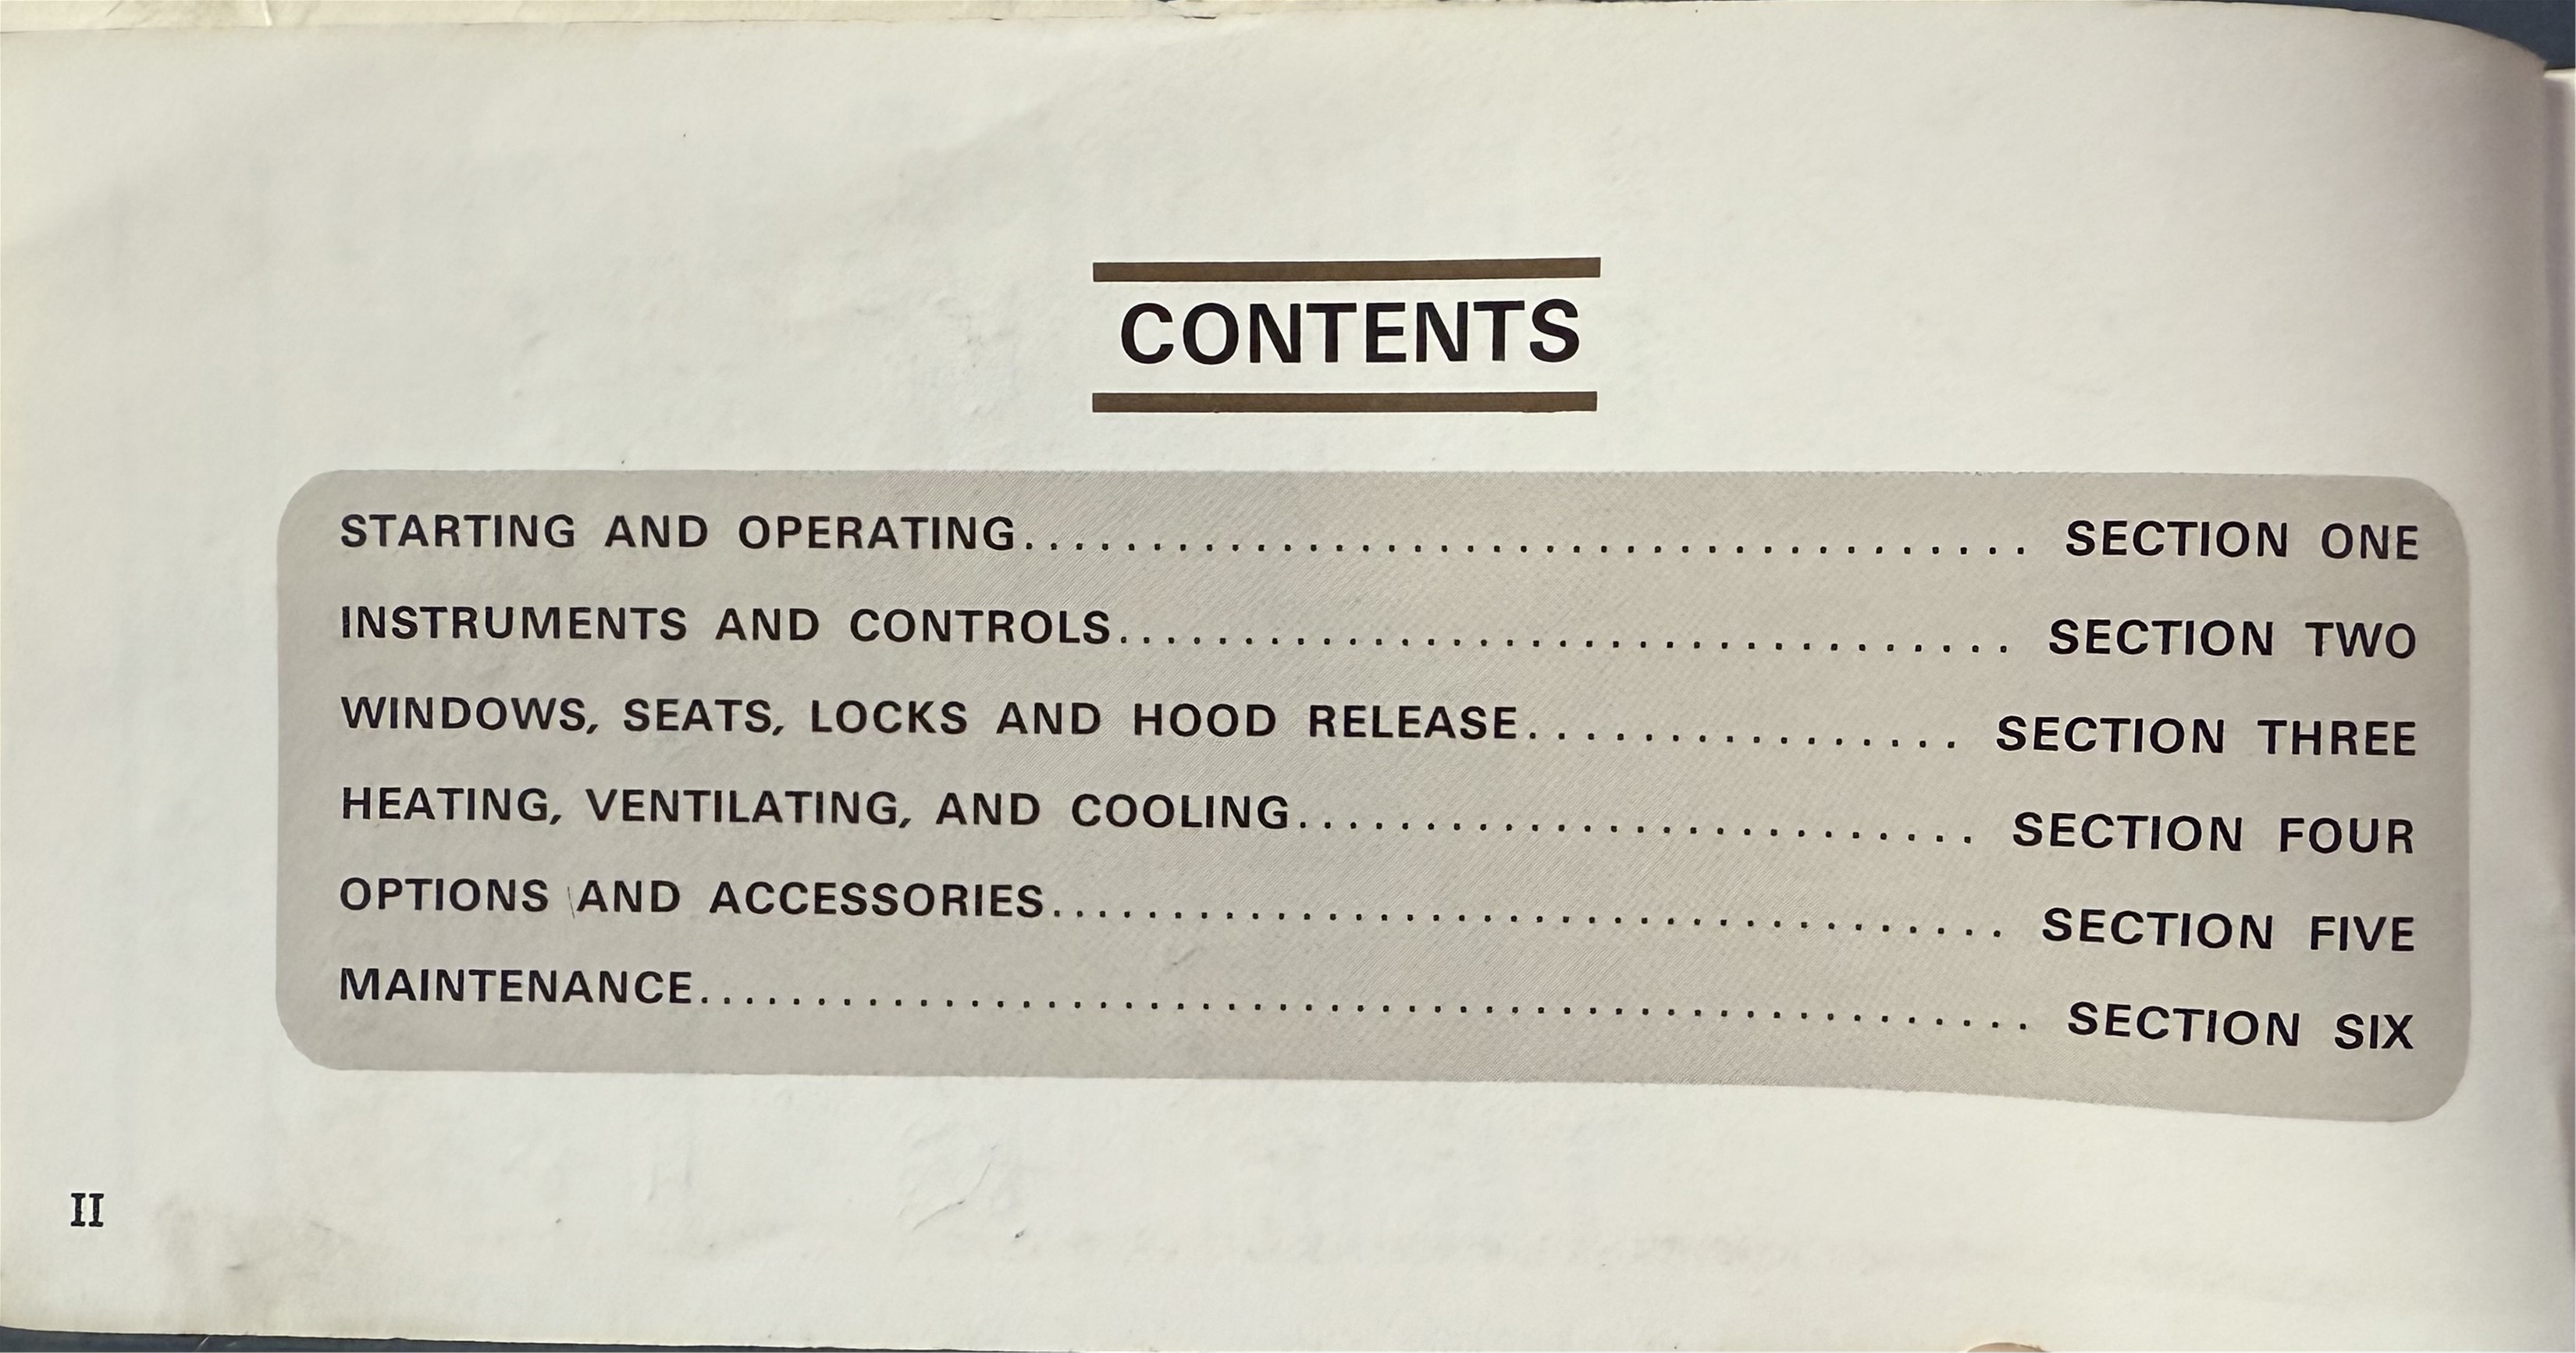 CONTENTS
STARTING AND OPERATING....................................... SECTION ONE
INSTRUMENTS AND CONTROLS................................... SECTION TWO
WINDOWS, SEATS, LOCKS AND HOOD RELEASE................. SECTION THREE
HEATING, VENTILATING, AND COOLING........................... SECTION FOUR
OPTIONS AND ACCESSORIES..................................... SECTION FIVE
MAINTENANCE.................................................... SECTION SIX
II